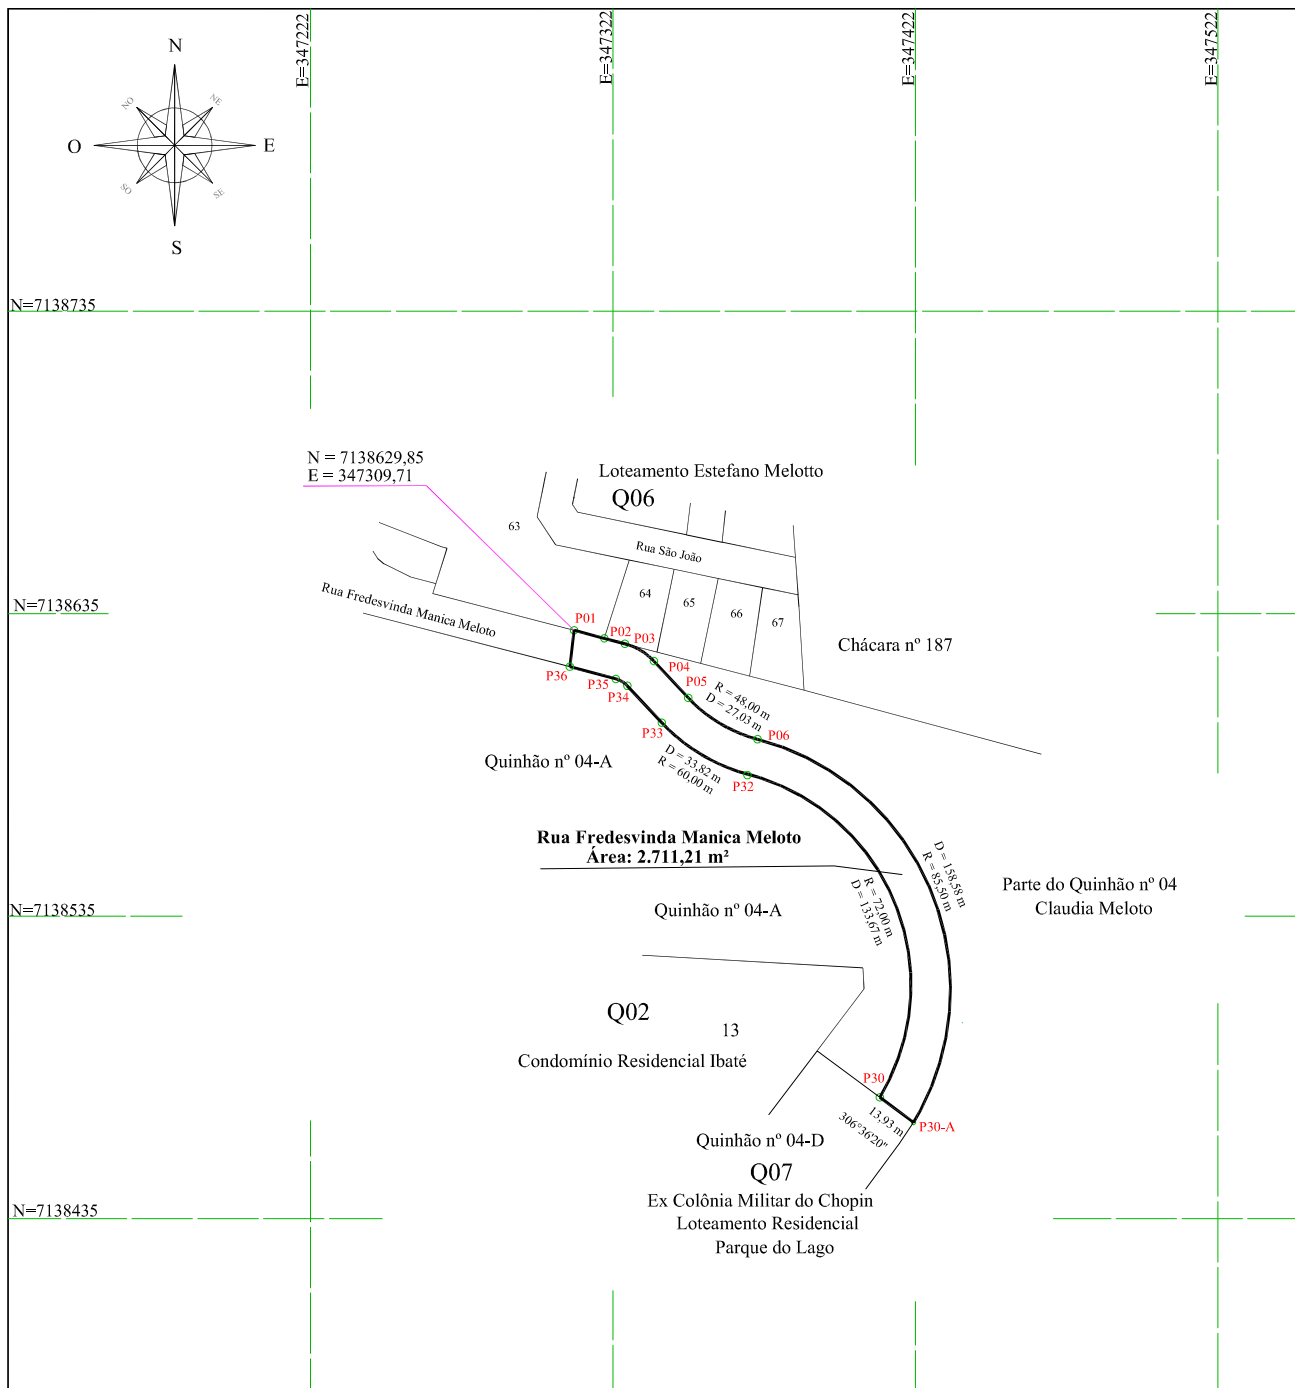 E=347222
E=347322
E=347422
E=347522
N
NO
NE
O
E
SO
SE
S
N=7138735
N = 7138629,85
E = 347309,71
Loteamento Estefano Melotto
Q06
63
Rua São João
64
65
66
67
N=7138635
Rua Fredesvinda Manica Meloto
P01
P02
P03
P04
Chácara nº 187
P36
P35
P34
P05
R = 48,00 m
D = 27,03 m
P33
P06
Quinhão nº 04-A
D = 33,82 m
R = 60,00 m
P32
Rua Fredesvinda Manica Meloto
Área: 2.711,21 m²
D = 158,58 m
R = 85,50 m
R = 72,00 m
D = 133,67 m
Parte do Quinhão nº 04
Claudia Meloto
N=7138535
Quinhão nº 04-A
Q02
13
Condomínio Residencial Ibaté
P30
13,93 m
306°36'20"
P30-A
Quinhão nº 04-D
Q07
Ex Colônia Militar do Chopin
Loteamento Residencial
Parque do Lago
N=7138435